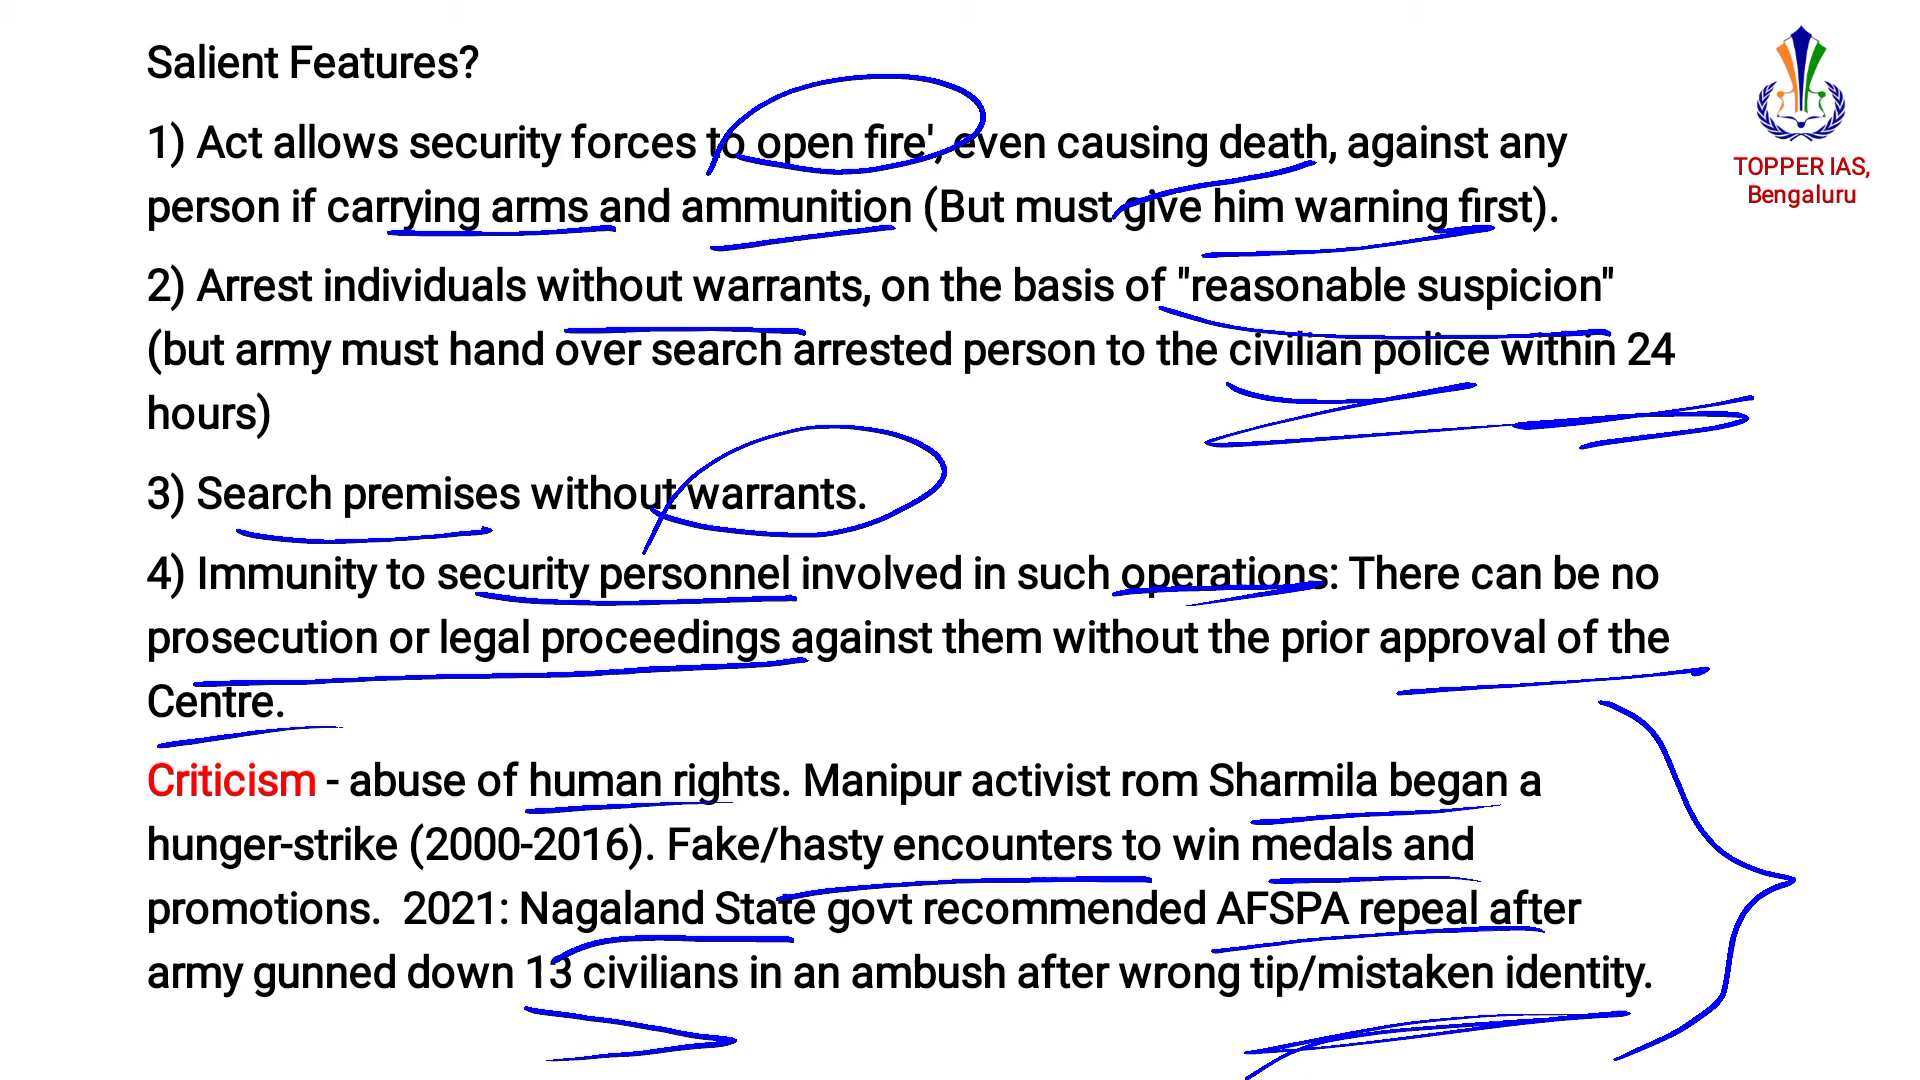 Salient Features?
1) Act allows security forces to open fire', even causing death, against any
person if carrying arms and ammunition (But must give him warning first).
2) Arrest individuals without warrants, on the basis of "reasonable suspicion"
(but army must hand over search arrested person to the civilian police within 24
hours)
3) Search premises without warrants.
4) Immunity to security personnel involved in such operations: There can be no
prosecution or legal proceedings against them without the prior approval of the
Centre.
Criticism - abuse of human rights. Manipur activist rom Sharmila began a
hunger-strike (2000-2016). Fake/hasty encounters to win medals and
promotions.  2021: Nagaland State govt recommended AFSPA repeal after
army gunned down 13 civilians in an ambush after wrong tip/mistaken identity.
TOPPER IAS,
Bengaluru